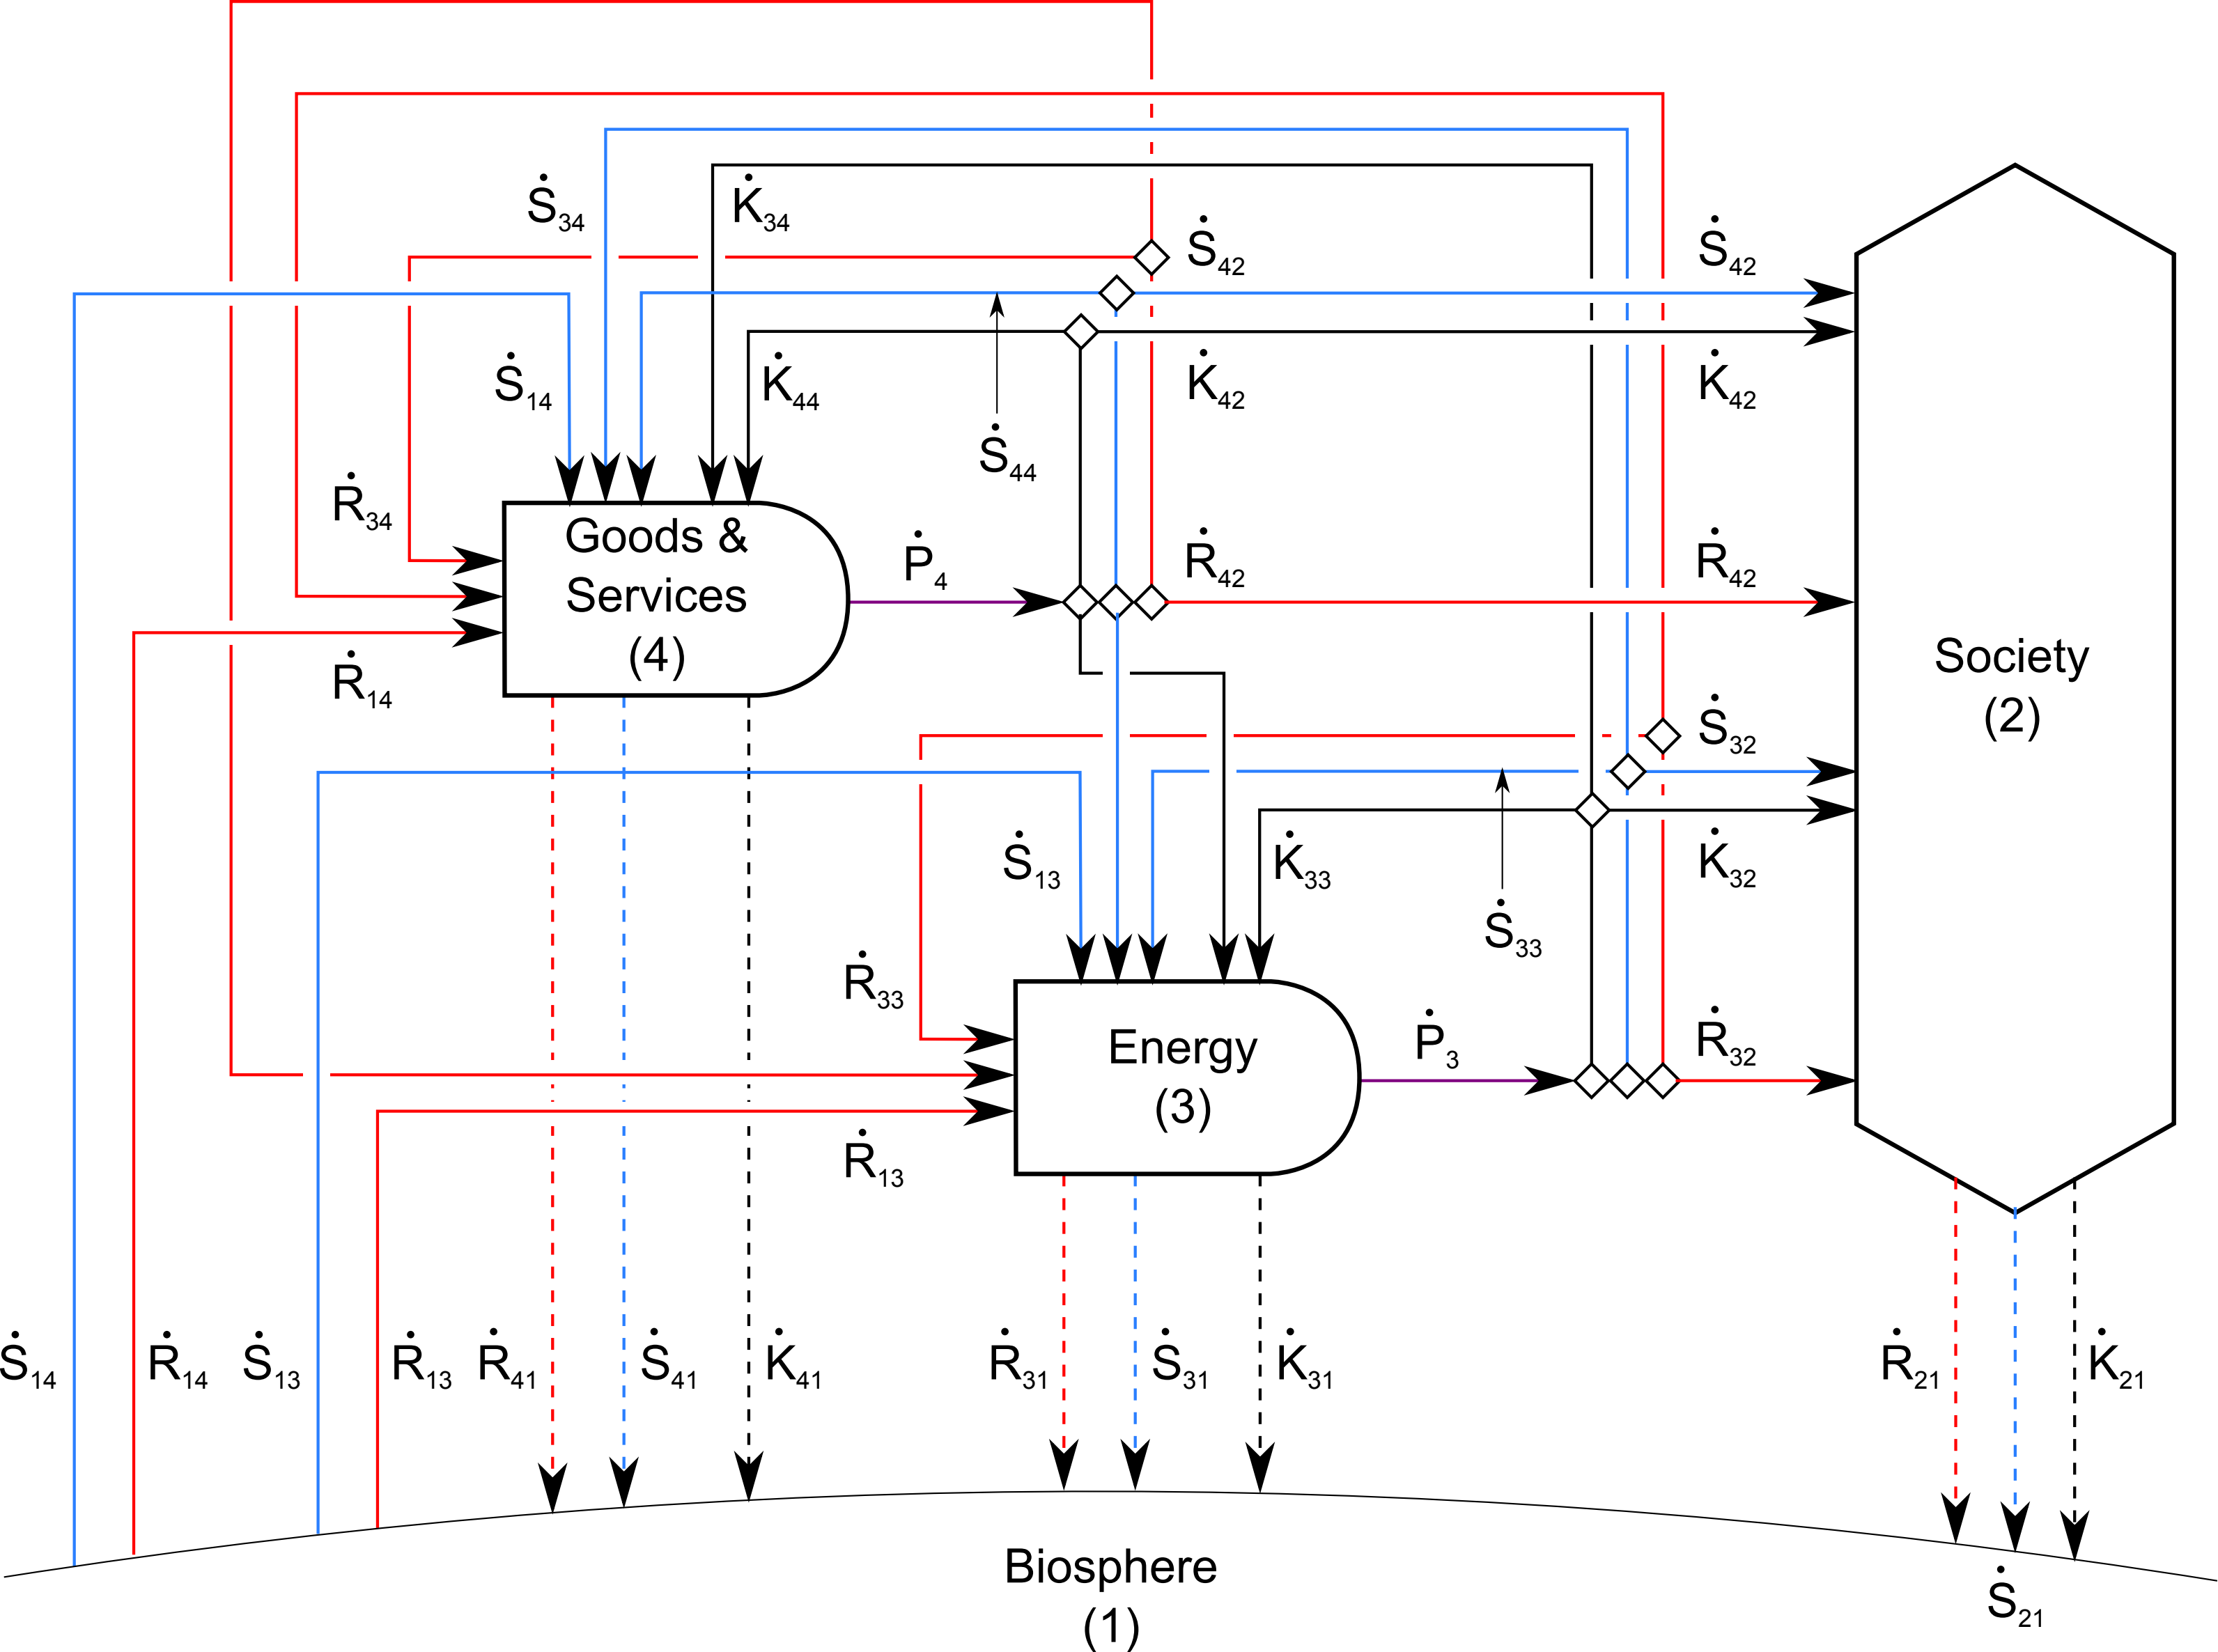 Ṡ34
K̇34
Ṡ42
Ṡ42
Ṡ14
K̇44
K̇42
K̇42
Ṡ44
Ṙ34
Goods &
Services
(4)
Ṗ4
Ṙ42
Ṙ42
Ṙ14
Society
(2)
Ṡ32
Ṡ13
K̇33
K̇32
Ṡ33
Ṙ33
Energy
(3)
Ṗ3
Ṙ32
Ṙ13
Ṡ14
Ṙ14
Ṡ13
Ṙ13
Ṙ41
Ṡ41
K̇41
Ṙ31
Ṡ31
K̇31
Ṙ21
K̇21
Biosphere
(1)
Ṡ21